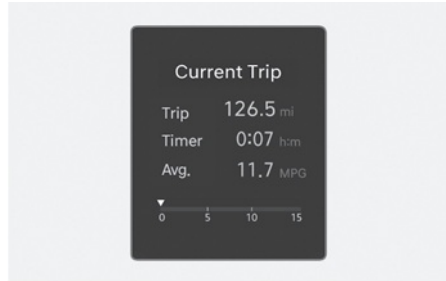 Current Trip
Trip 126.5 mi
Timer 0:07 h:m
Avg. 11.7 MPG
0 5 10 15